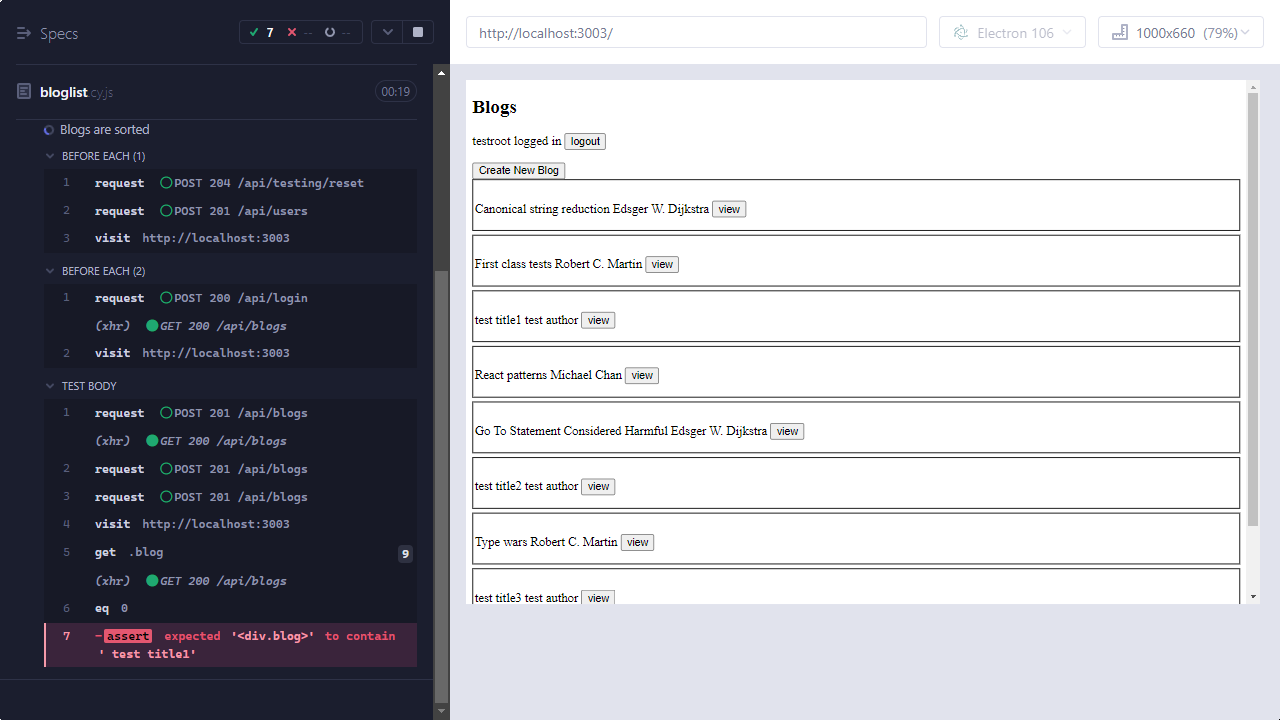 Specs
7
--
--
bloglist.cy.js
00:19
Blogs are sorted
BEFORE EACH (1)
1 request POST 204 /api/testing/reset
2 request POST 201 /api/users
3 visit http://localhost:3003
BEFORE EACH (2)
1 request POST 200 /api/login
(xhr) GET 200 /api/blogs
2 visit http://localhost:3003
TEST BODY
1 request POST 201 /api/blogs
(xhr) GET 200 /api/blogs
2 request POST 201 /api/blogs
3 request POST 201 /api/blogs
4 visit http://localhost:3003
5 get .blog 9
(xhr) GET 200 /api/blogs
6 eq 0
7 -assert expected '<div.blog>' to contain
' test title1'
http://localhost:3003/
Electron 106
1000x660 (79%)
Blogs
testroot logged in logout
Create New Blog
Canonical string reduction Edsger W. Dijkstra view
First class tests Robert C. Martin view
test title1 test author view
React patterns Michael Chan view
Go To Statement Considered Harmful Edsger W. Dijkstra view
test title2 test author view
Type wars Robert C. Martin view
test title3 test author view